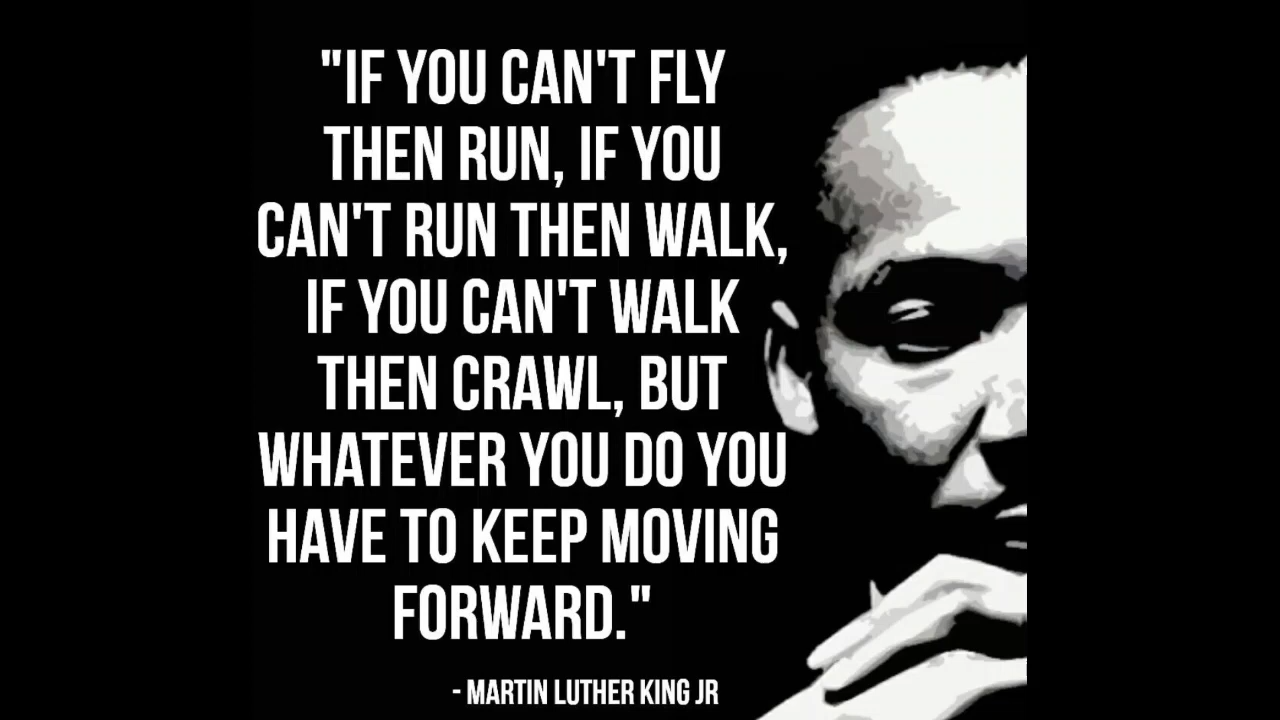 "IF YOU CAN'T FLY
THEN RUN, IF YOU
CAN'T RUN THEN WALK,
IF YOU CAN'T WALK
THEN CRAWL, BUT
WHATEVER YOU DO YOU
HAVE TO KEEP MOVING
FORWARD."
- MARTIN LUTHER KING JR